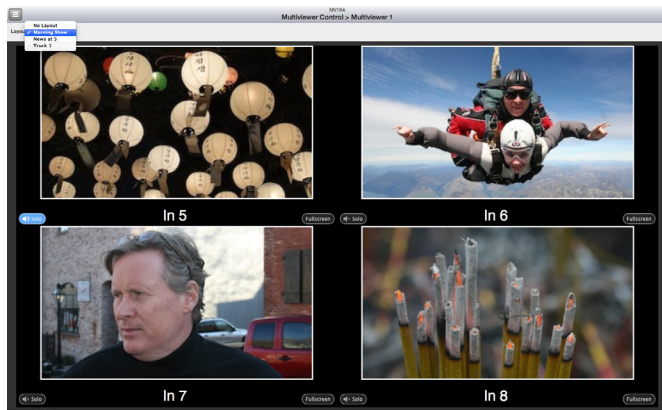 MV164
Multiviewer Control > Multiviewer 1
Layou
No Layout
✓ Morning Show
News at 5
Truck 1
Solo In 5 Fullscreen
Solo In 6 Fullscreen
Solo In 7 Fullscreen
Solo In 8 Fullscreen